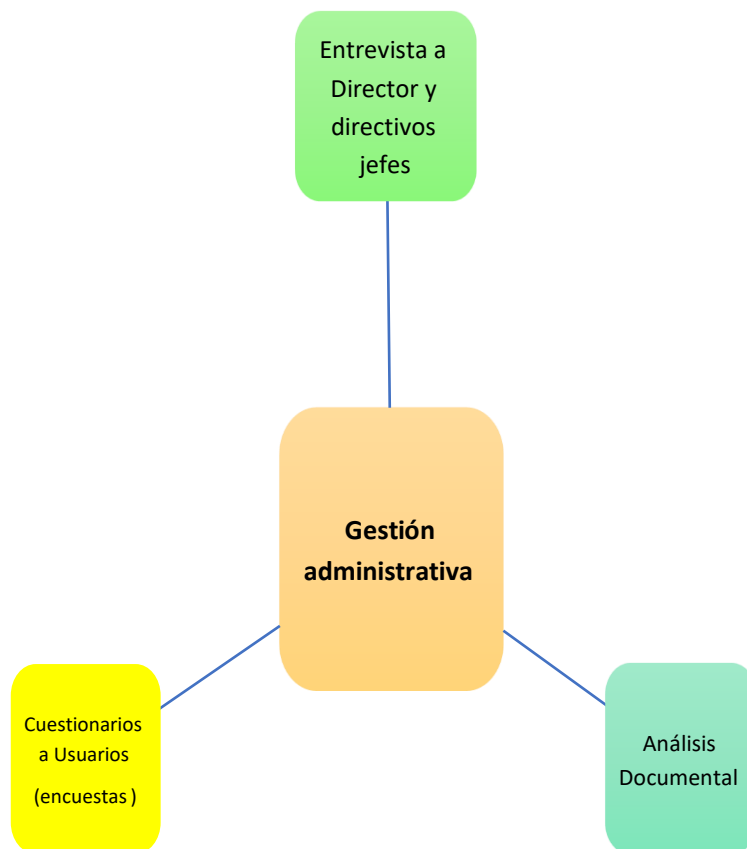 Entrevista a
Director y
directivos
jefes
Gestión
administrativa
Cuestionarios
a Usuarios
(encuestas )
Análisis
Documental